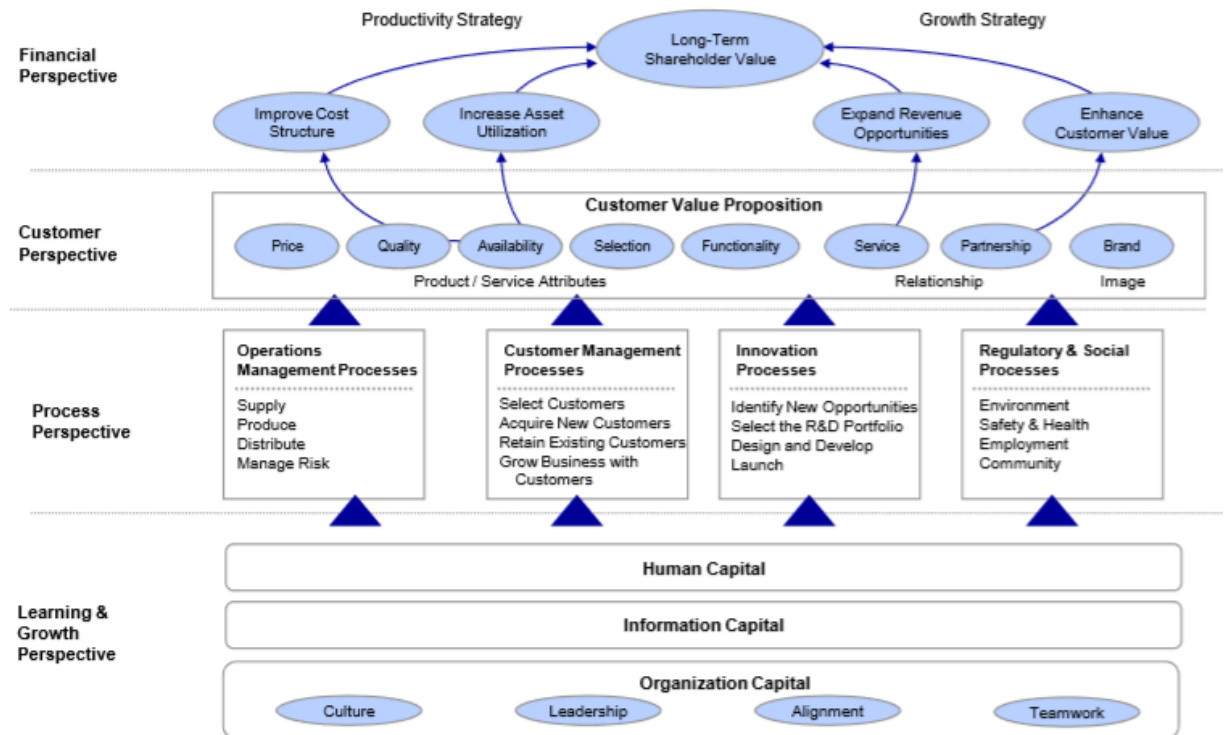 Productivity Strategy
Growth Strategy
Financial
Perspective
Long-Term
Shareholder Value
Improve Cost
Structure
Increase Asset
Utilization
Expand Revenue
Opportunities
Enhance
Customer Value
Customer
Perspective
Customer Value Proposition
Price
Quality
Availability
Selection
Functionality
Service
Partnership
Brand
Product / Service Attributes
Relationship
Image
Process
Perspective
Operations
Management Processes
Supply
Produce
Distribute
Manage Risk
Customer Management
Processes
Select Customers
Acquire New Customers
Retain Existing Customers
Grow Business with
Customers
Innovation
Processes
Identify New Opportunities
Select the R&D Portfolio
Design and Develop
Launch
Regulatory & Social
Processes
Environment
Safety & Health
Employment
Community
Learning &
Growth
Perspective
Human Capital
Information Capital
Organization Capital
Culture
Leadership
Alignment
Teamwork